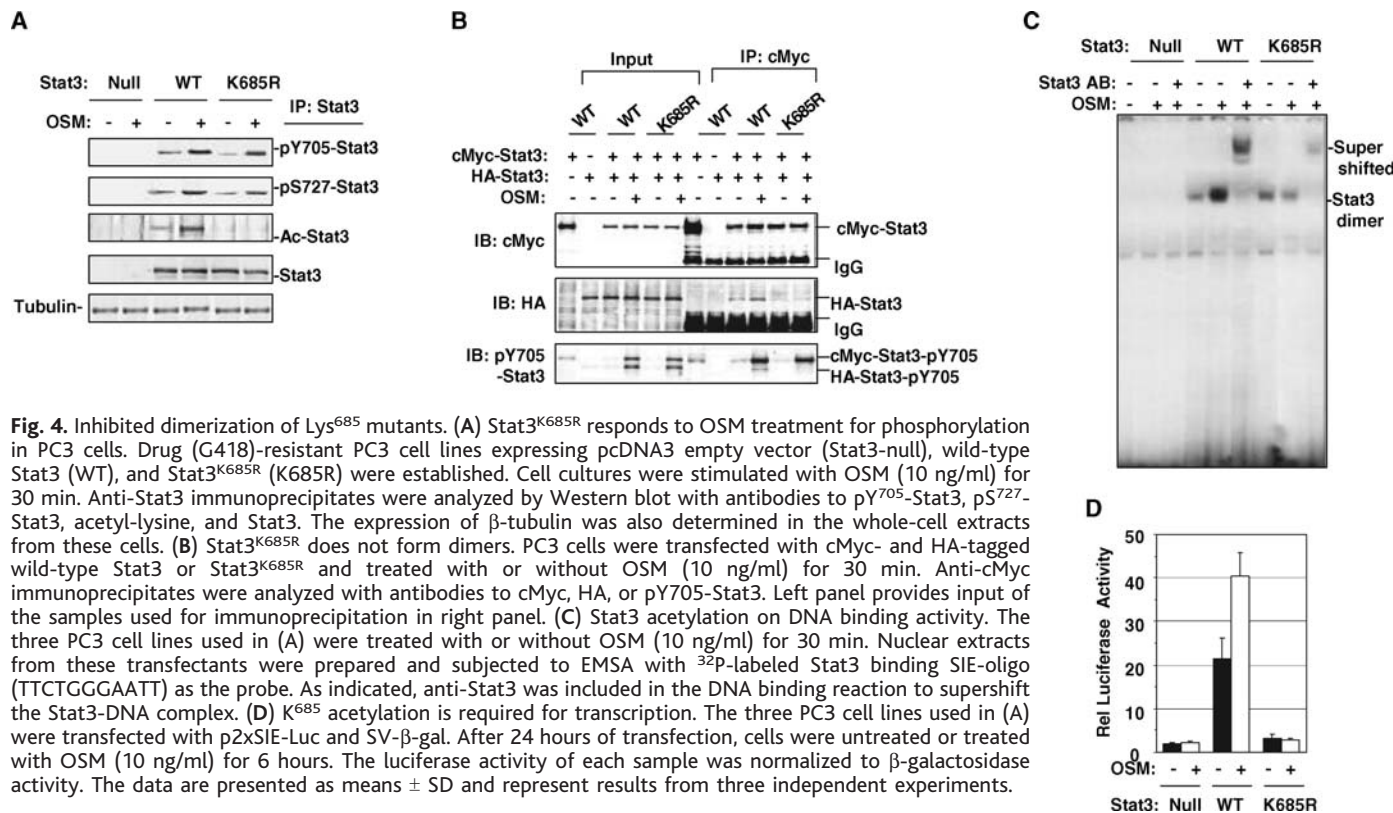 A
Stat3: Null WT K685R
IP: Stat3
OSM: - + - + - +
-pY705-Stat3
-pS727-Stat3
-Ac-Stat3
-Stat3
Tubulin-
B
Input IP: cMyc
WT WT K685R WT WT K685R
cMyc-Stat3: + - + + + + + - + + + +
HA-Stat3: - + + + + + - + + + + +
OSM: + + + +
IB: cMyc
cMyc-Stat3
IgG
IB: HA
HA-Stat3
IgG
IB: pY705
-Stat3
cMyc-Stat3-pY705
HA-Stat3-pY705
C
Stat3: Null WT K685R
Stat3 AB: - - + - - + - - +
OSM: - + + - + + - + +
-Super
shifted
-Stat3
dimer
Fig. 4. Inhibited dimerization of Lys⁶⁸⁵ mutants. (A) Stat3ᴷ⁶⁸⁵ᴿ responds to OSM treatment for phosphorylation
in PC3 cells. Drug (G418)-resistant PC3 cell lines expressing pcDNA3 empty vector (Stat3-null), wild-type
Stat3 (WT), and Stat3ᴷ⁶⁸⁵ᴿ (K685R) were established. Cell cultures were stimulated with OSM (10 ng/ml) for
30 min. Anti-Stat3 immunoprecipitates were analyzed by Western blot with antibodies to pY⁷⁰⁵-Stat3, pS⁷²⁷-
Stat3, acetyl-lysine, and Stat3. The expression of β-tubulin was also determined in the whole-cell extracts
from these cells. (B) Stat3ᴷ⁶⁸⁵ᴿ does not form dimers. PC3 cells were transfected with cMyc- and HA-tagged
wild-type Stat3 or Stat3ᴷ⁶⁸⁵ᴿ and treated with or without OSM (10 ng/ml) for 30 min. Anti-cMyc
immunoprecipitates were analyzed with antibodies to cMyc, HA, or pY705-Stat3. Left panel provides input of
the samples used for immunoprecipitation in right panel. (C) Stat3 acetylation on DNA binding activity. The
three PC3 cell lines used in (A) were treated with or without OSM (10 ng/ml) for 30 min. Nuclear extracts
from these transfectants were prepared and subjected to EMSA with ³²P-labeled Stat3 binding SIE-oligo
(TTCTGGGAATT) as the probe. As indicated, anti-Stat3 was included in the DNA binding reaction to supershift
the Stat3-DNA complex. (D) K⁶⁸⁵ acetylation is required for transcription. The three PC3 cell lines used in (A)
were transfected with p2xSIE-Luc and SV-β-gal. After 24 hours of transfection, cells were untreated or treated
with OSM (10 ng/ml) for 6 hours. The luciferase activity of each sample was normalized to β-galactosidase
activity. The data are presented as means ± SD and represent results from three independent experiments.
D
Rel Luciferase Activity
50
40
30
20
10
0
OSM: - + - + - +
Stat3: Null WT K685R